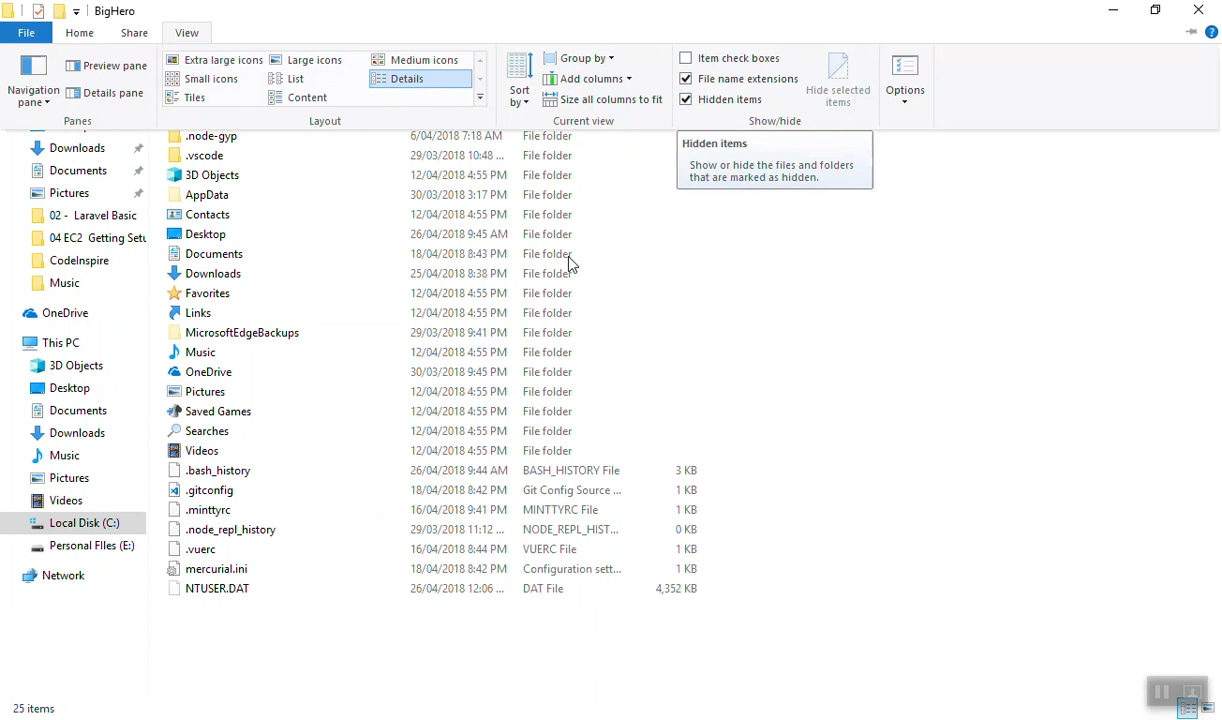 BigHero
File Home Share View
Navigation pane
Preview pane
Details pane
Panes
Extra large icons Large icons Medium icons
Small icons List Details
Tiles Content
Layout
Sort by
Group by
Add columns
Size all columns to fit
Current view
Item check boxes
File name extensions
Hidden items
Hide selected items
Show/hide
Options
Hidden items
Show or hide the files and folders
that are marked as hidden.
Downloads
Documents
Pictures
02 - Laravel Basic
04 EC2 Getting Setu
CodeInspire
Music
OneDrive
This PC
3D Objects
Desktop
Documents
Downloads
Music
Pictures
Videos
Local Disk (C:)
Personal FIles (E:)
Network
.node-gyp 6/04/2018 7:18 AM File folder
.vscode 29/03/2018 10:48 ... File folder
3D Objects 12/04/2018 4:55 PM File folder
AppData 30/03/2018 3:17 PM File folder
Contacts 12/04/2018 4:55 PM File folder
Desktop 26/04/2018 9:45 AM File folder
Documents 18/04/2018 8:43 PM File folder
Downloads 25/04/2018 8:38 PM File folder
Favorites 12/04/2018 4:55 PM File folder
Links 12/04/2018 4:55 PM File folder
MicrosoftEdgeBackups 29/03/2018 9:41 PM File folder
Music 12/04/2018 4:55 PM File folder
OneDrive 30/03/2018 9:45 PM File folder
Pictures 12/04/2018 4:55 PM File folder
Saved Games 12/04/2018 4:55 PM File folder
Searches 12/04/2018 4:55 PM File folder
Videos 12/04/2018 4:55 PM File folder
.bash_history 26/04/2018 9:44 AM BASH_HISTORY File 3 KB
.gitconfig 18/04/2018 8:42 PM Git Config Source ... 1 KB
.minttyrc 16/04/2018 9:41 PM MINTTYRC File 1 KB
.node_repl_history 29/03/2018 11:12 ... NODE_REPL_HIST... 0 KB
.vuerc 16/04/2018 8:44 PM VUERC File 1 KB
mercurial.ini 18/04/2018 8:42 PM Configuration sett... 1 KB
NTUSER.DAT 26/04/2018 12:06 ... DAT File 4,352 KB
25 items